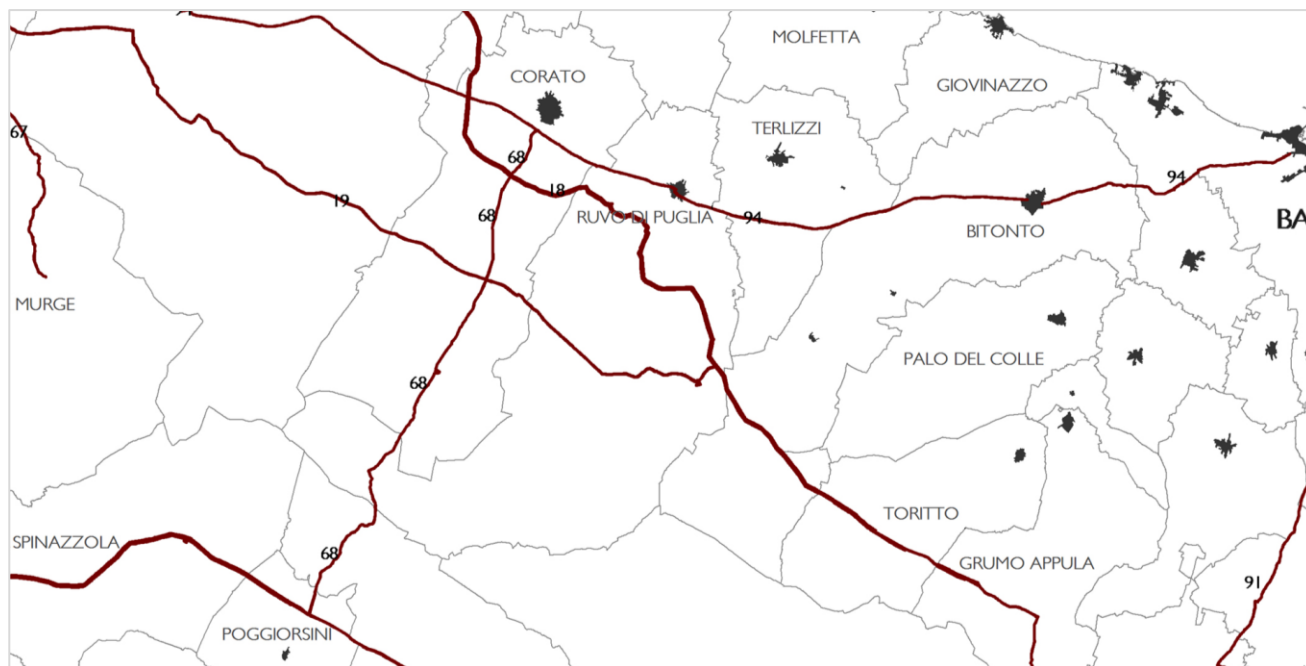 MOLFETTA
CORATO
GIOVINAZZO
TERLIZZI
67
68
18
94
19
68
RUVO DI PUGLIA
94
BITONTO
BA
MURGE
PALO DEL COLLE
68
TORITTO
SPINAZZOLA
68
GRUMO APPULA
91
POGGIORSINI